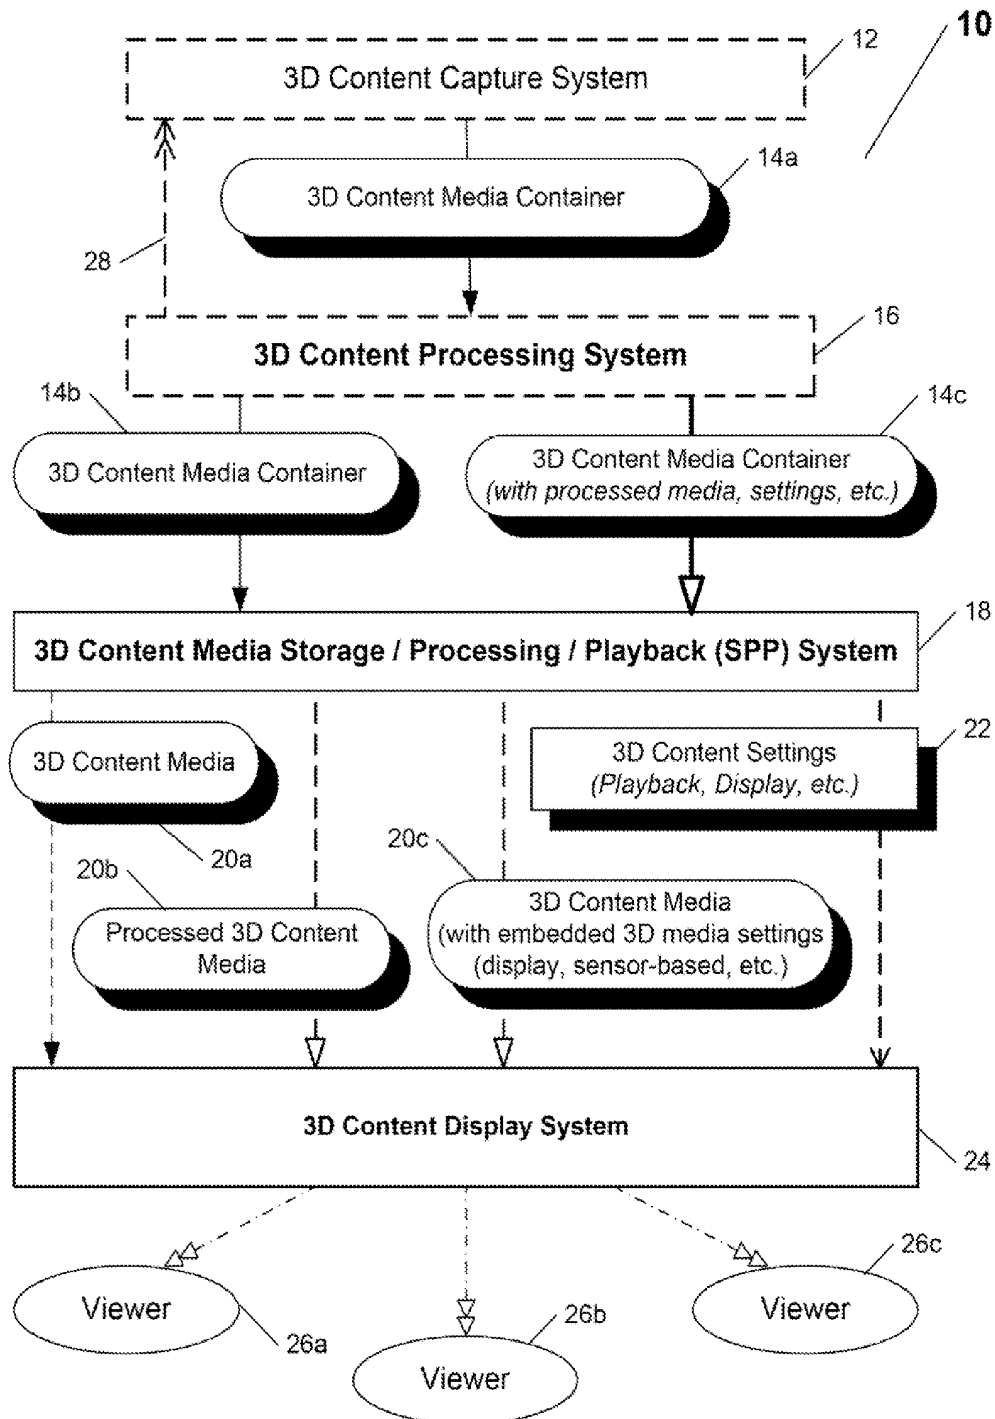 10
12
3D Content Capture System
14a
3D Content Media Container
28
16
3D Content Processing System
14b
14c
3D Content Media Container
3D Content Media Container
(with processed media, settings, etc.)
18
3D Content Media Storage / Processing / Playback (SPP) System
22
3D Content Media
3D Content Settings
(Playback, Display, etc.)
20a
20b
20c
Processed 3D Content
Media
3D Content Media
(with embedded 3D media settings
(display, sensor-based, etc.)
3D Content Display System
24
26c
Viewer
Viewer
26a
26b
Viewer